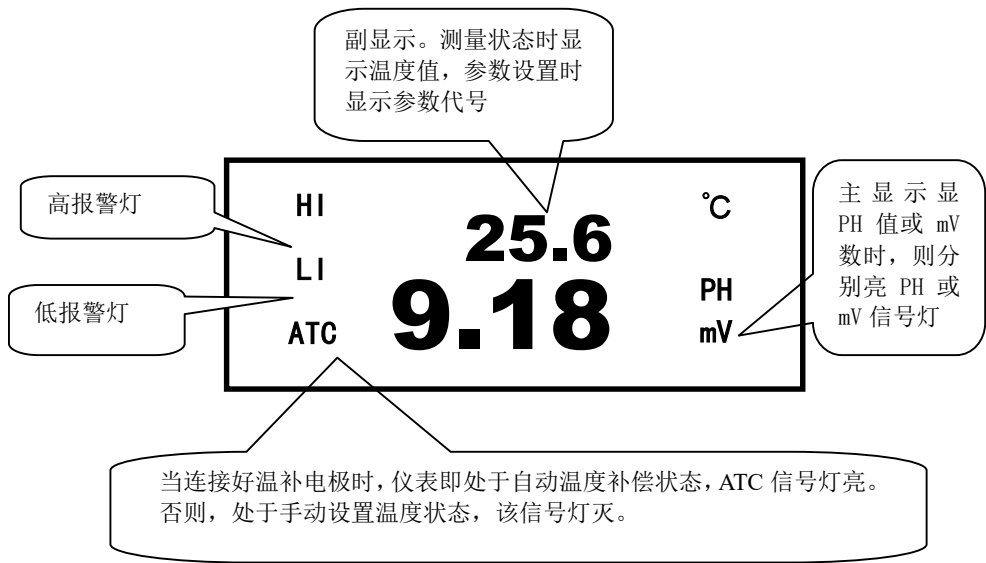 副显示。测量状态时显
示温度值，参数设置时
显示参数代号
高报警灯
低报警灯
HI
LI
ATC
25.6
9.18
℃
PH
mV
主显示显
PH 值或 mV
数时，则分
别亮 PH 或
mV 信号灯
当连接好温补电极时，仪表即处于自动温度补偿状态，ATC 信号灯亮。
否则，处于手动设置温度状态，该信号灯灭。